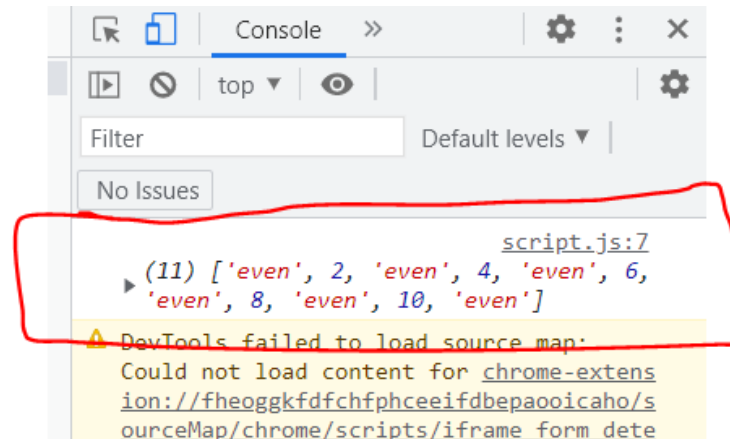 Console
top
Filter
Default levels
No Issues
script.js:7
(11) ['even', 2, 'even', 4, 'even', 6,
'even', 8, 'even', 10, 'even']
DevTools failed to load source map:
Could not load content for chrome-extens
ion://fheoggkfdfchfphceeifdbepaooicaho/s
ourceMap/chrome/scripts/iframe_form_dete